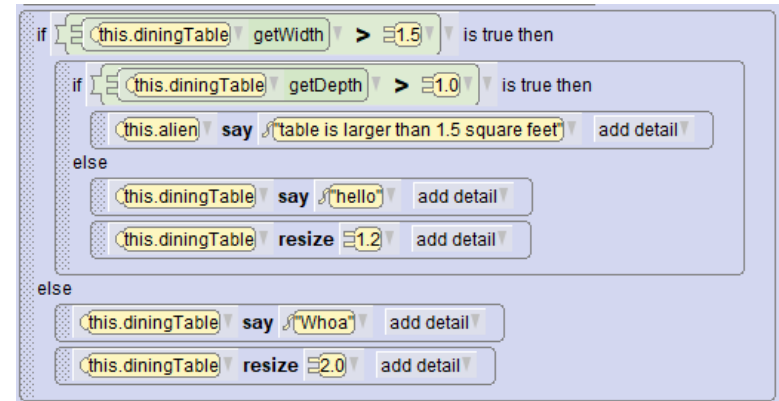 if this.diningTable getWidth > 1.5 is true then
if this.diningTable getDepth > 1.0 is true then
this.alien say "table is larger than 1.5 square feet" add detail
else
this.diningTable say "hello" add detail
this.diningTable resize 1.2 add detail
else
this.diningTable say "Whoa" add detail
this.diningTable resize 2.0 add detail